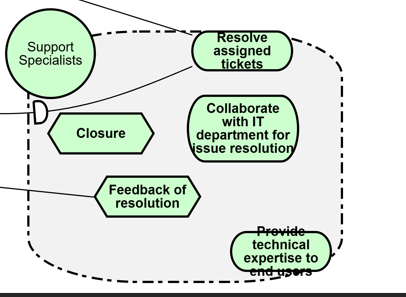 Support
Specialists
Resolve
assigned
tickets
Collaborate
with IT
department for
issue resolution
Closure
Feedback of
resolution
Provide
technical
expertise to
end users